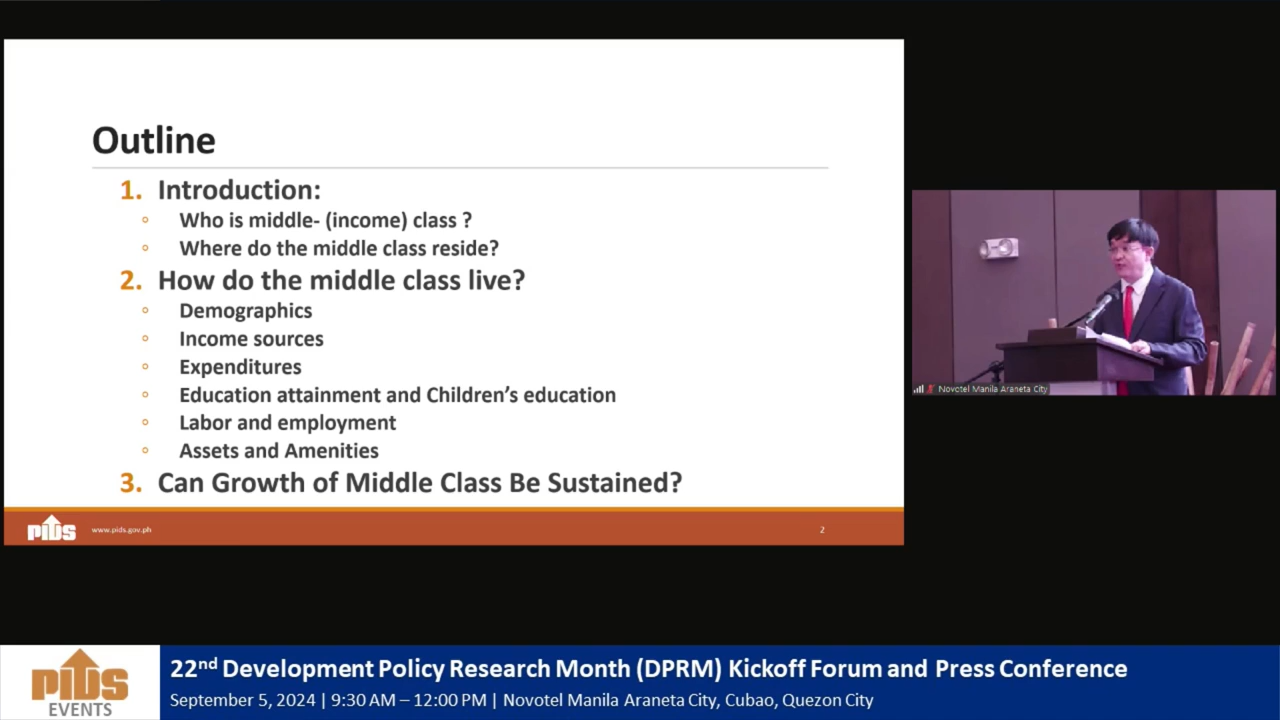 Outline
1. Introduction:
◦ Who is middle- (income) class ?
◦ Where do the middle class reside?
2. How do the middle class live?
◦ Demographics
◦ Income sources
◦ Expenditures
◦ Education attainment and Children's education
◦ Labor and employment
◦ Assets and Amenities
3. Can Growth of Middle Class Be Sustained?
PIDS
www.pids.gov.ph
2
Novotel Manila Araneta City
PIDS
EVENTS
22nd Development Policy Research Month (DPRM) Kickoff Forum and Press Conference
September 5, 2024 | 9:30 AM – 12:00 PM | Novotel Manila Araneta City, Cubao, Quezon City